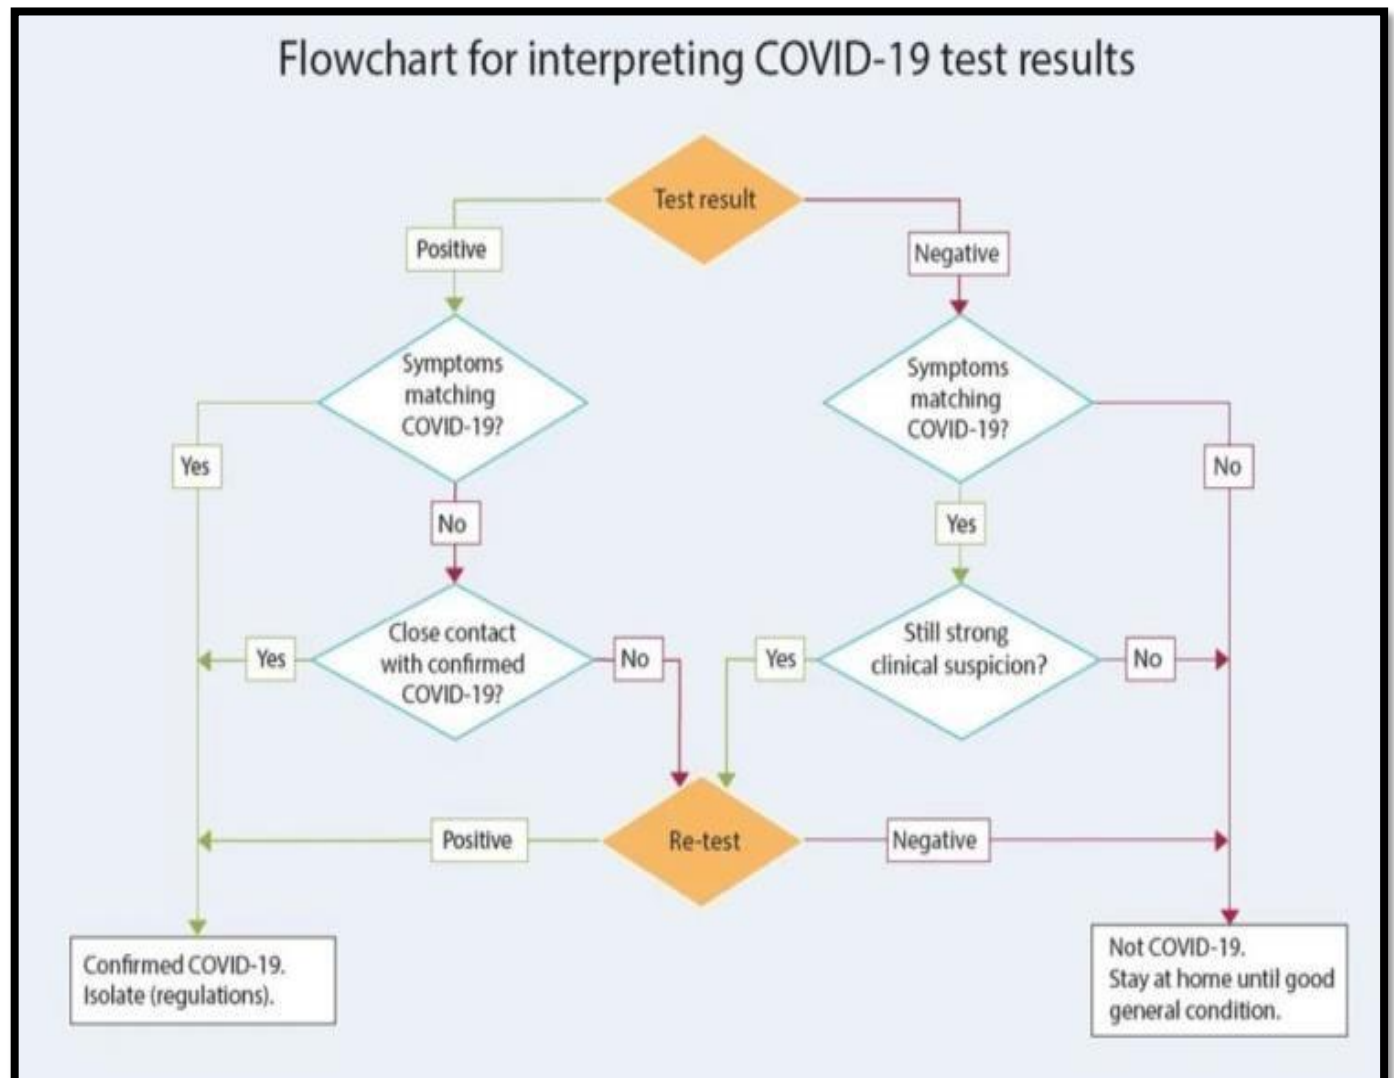 Flowchart for interpreting COVID-19 test results
Test result
Positive
Negative
Symptoms
matching
COVID-19?
Symptoms
matching
COVID-19?
Yes
No
No
Yes
Close contact
with confirmed
COVID-19?
Still strong
clinical suspicion?
Yes
No
Yes
No
Re-test
Positive
Negative
Confirmed COVID-19.
Isolate (regulations).
Not COVID-19.
Stay at home until good
general condition.